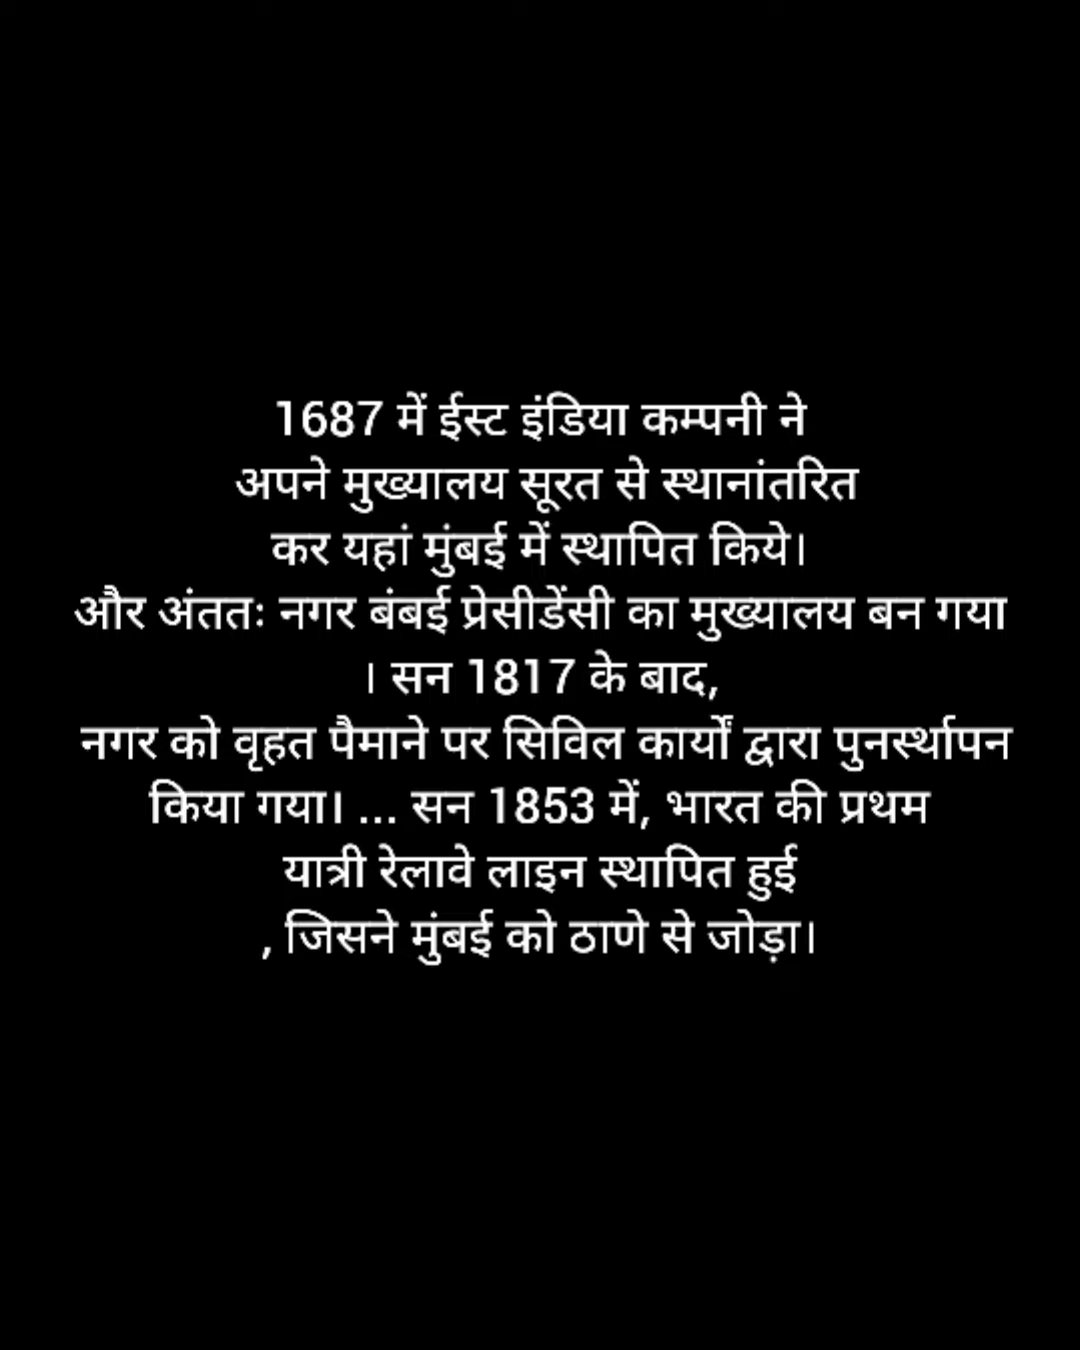 1687 में ईस्ट इंडिया कम्पनी ने
अपने मुख्यालय सूरत से स्थानांतरित
कर यहां मुंबई में स्थापित किये।
और अंततः नगर बंबई प्रेसीडेंसी का मुख्यालय बन गया
। सन 1817 के बाद,
नगर को वृहत पैमाने पर सिविल कार्यों द्वारा पुनर्स्थापन
किया गया। ... सन 1853 में, भारत की प्रथम
यात्री रेलावे लाइन स्थापित हुई
, जिसने मुंबई को ठाणे से जोड़ा।